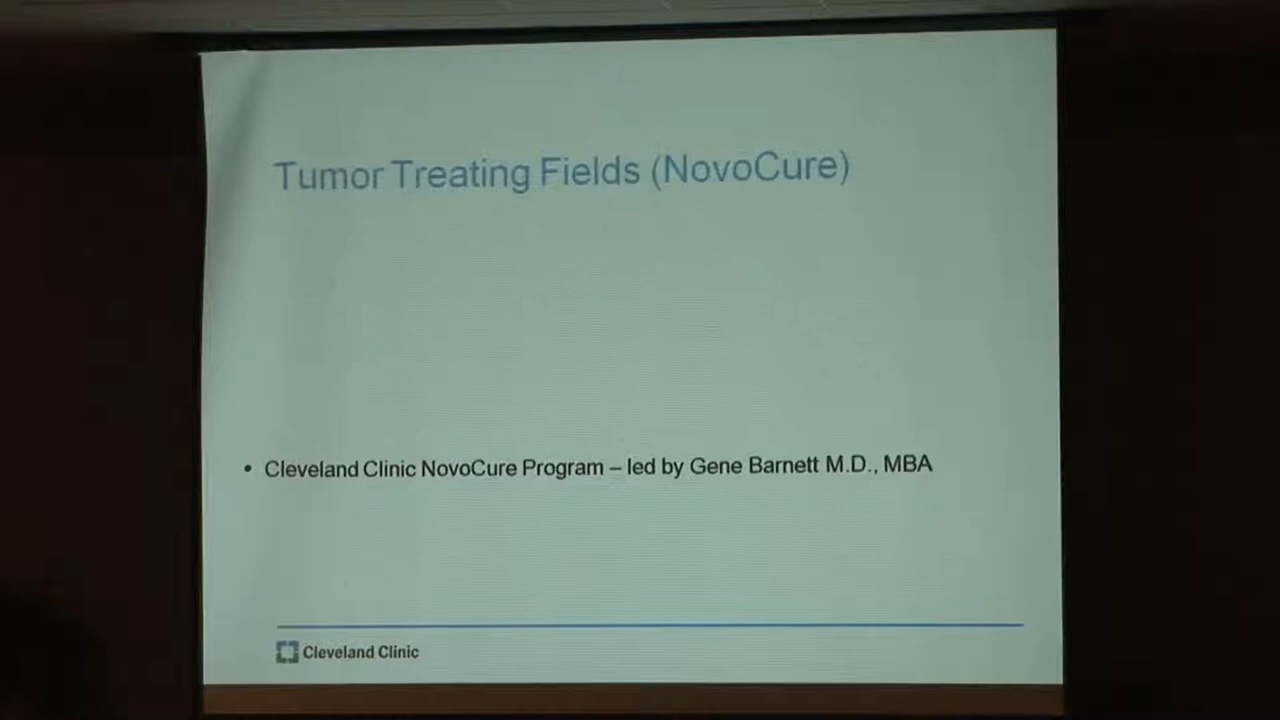 Tumor Treating Fields (NovoCure)
• Cleveland Clinic NovoCure Program – led by Gene Barnett M.D., MBA
Cleveland Clinic